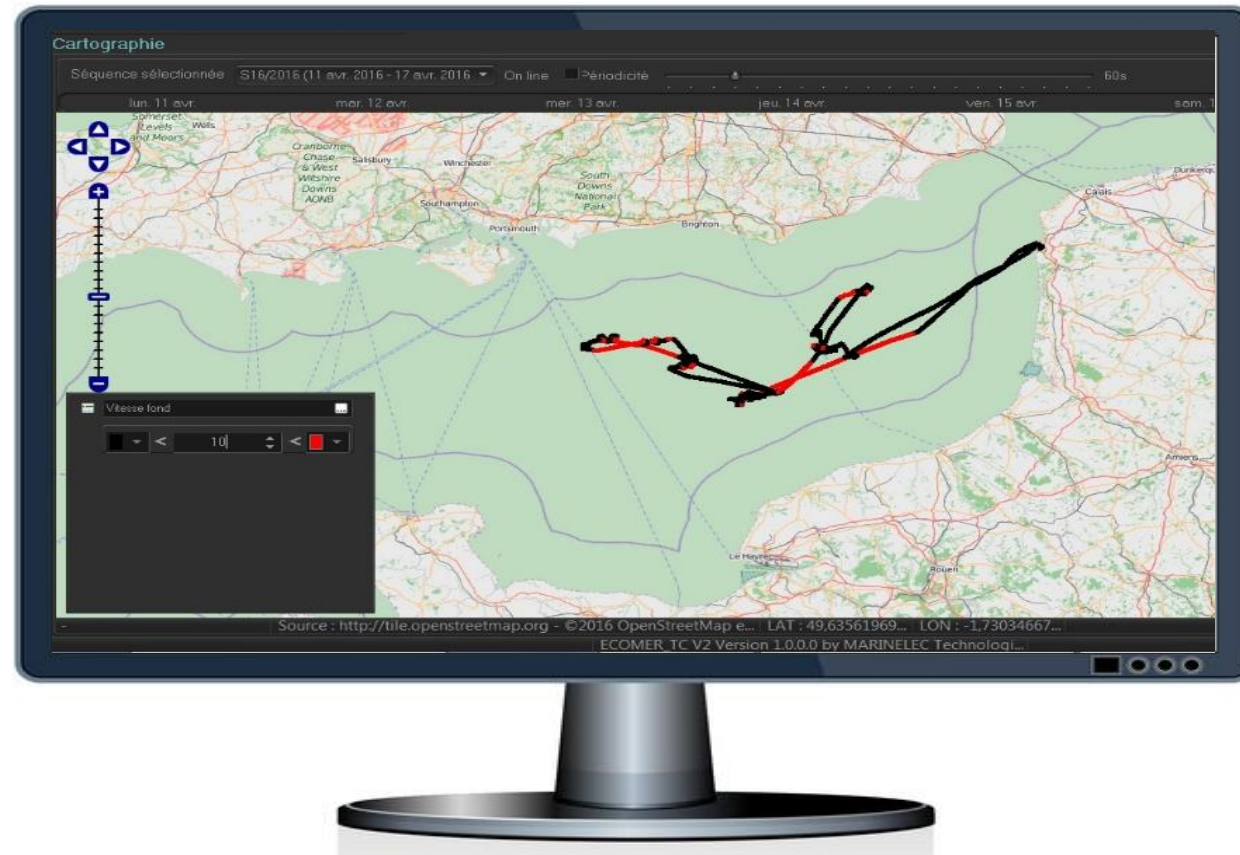 Cartographie
Séquence sélectionnée S16/2016 (11 avr. 2016 - 17 avr. 2016 On line Périodicité 60s
lun. 11 avr. mar. 12 avr. mer. 13 avr. jeu. 14 avr. ven. 15 avr. sam. 1
Somerset
Levels
and Moors
Wells
Cranborne
Chase
& West
Wiltshire
Downs
AONB
Salisbury
Winchester
South
Downs
National
Park
Southampton
Portsmouth
Brighton
Dunkerqu
Calais
Vitesse fond ...
< 10 <
Amiens
Le Havre
Rouen
- Source : http://tile.openstreetmap.org - ©2016 OpenStreetMap e... LAT : 49,63561969... LON : -1,73034667...
ECOMER_TC V2 Version 1.0.0.0 by MARINELEC Technologi...